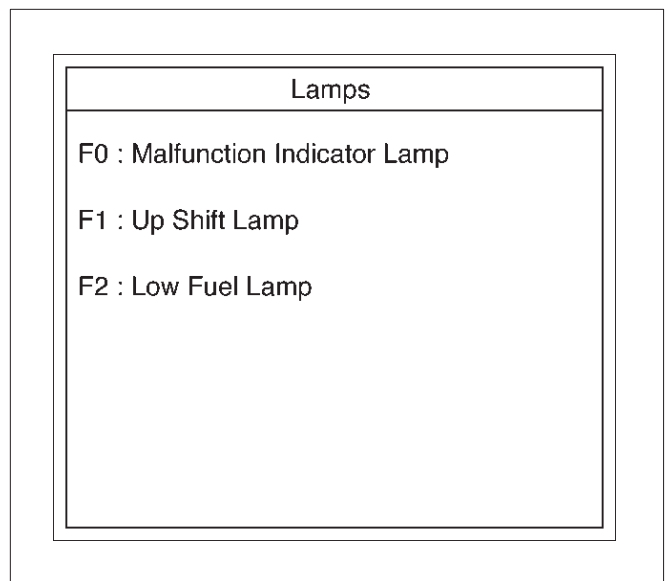 Lamps
F0 : Malfunction Indicator Lamp
F1 : Up Shift Lamp
F2 : Low Fuel Lamp